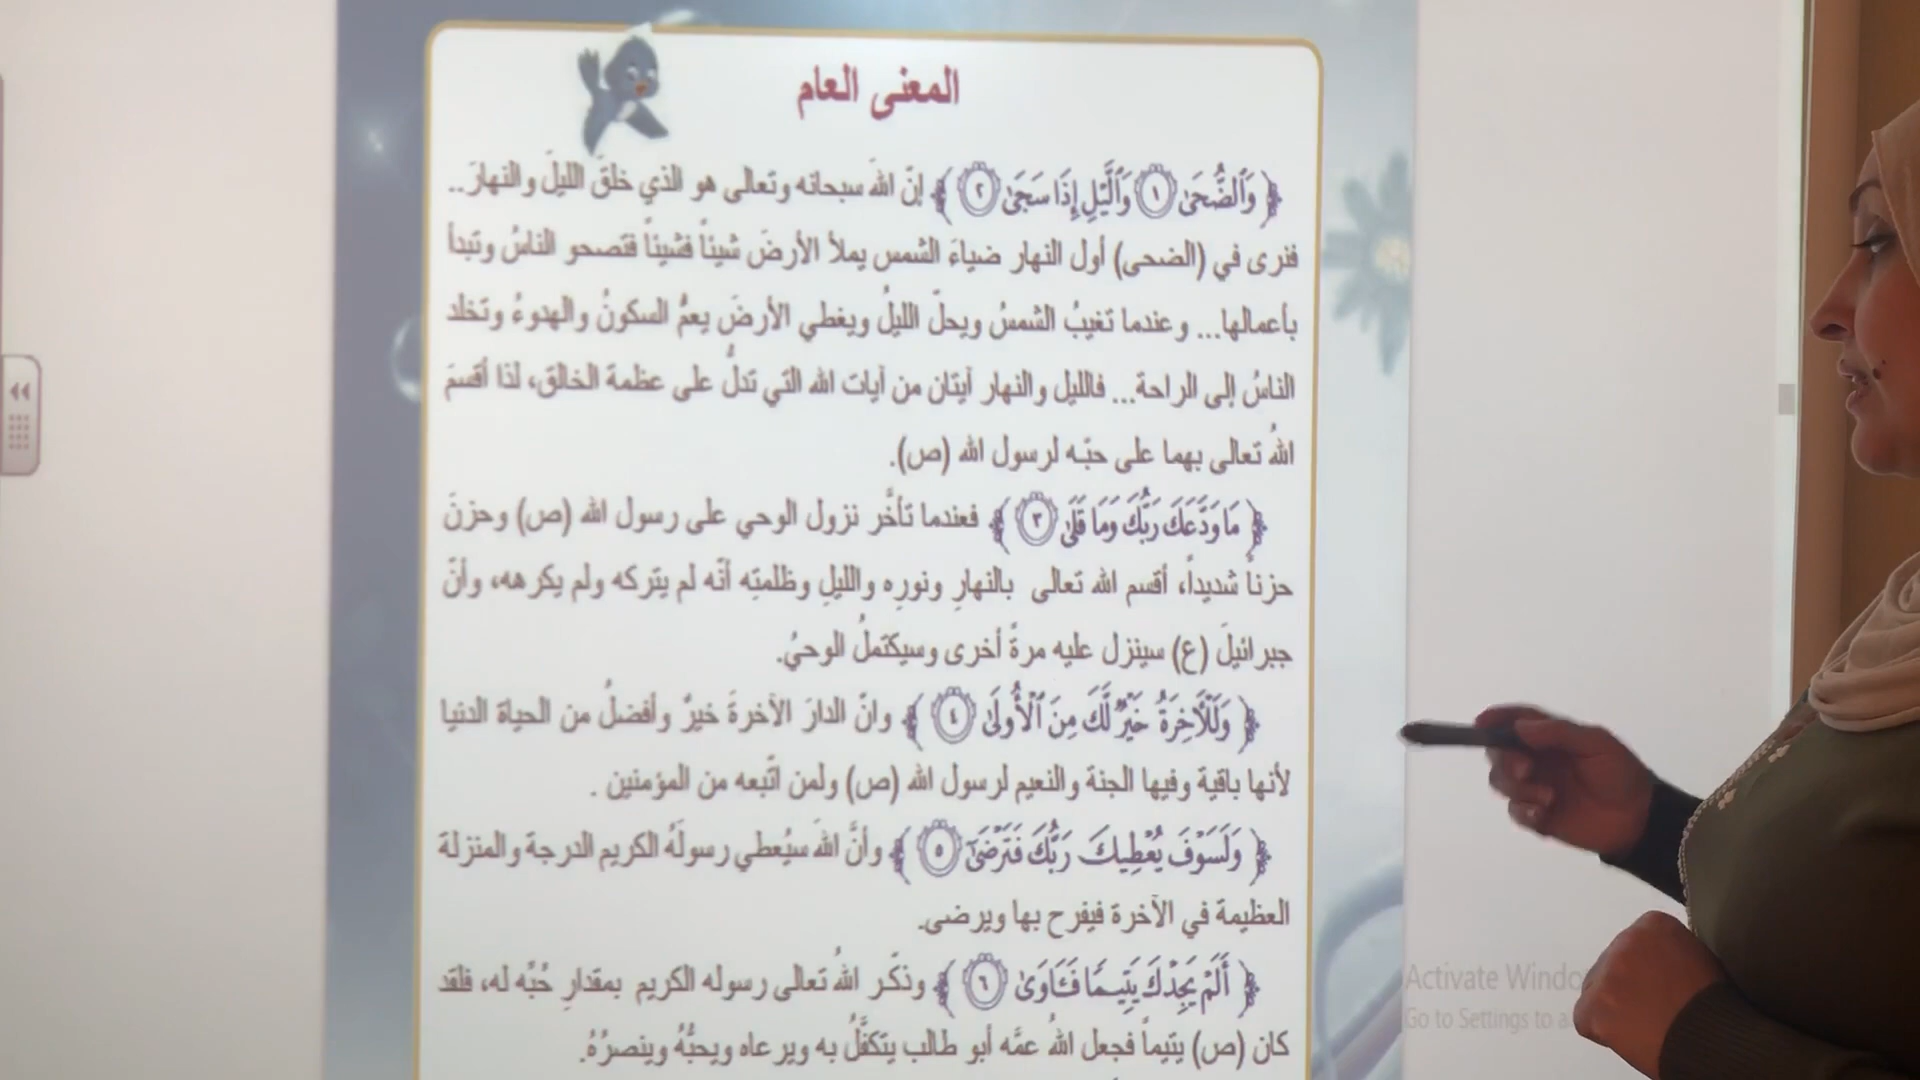 المعنى العام
﴿ وَٱلضُّحَىٰ ١ وَٱلَّيۡلِ إِذَا سَجَىٰ ٢ ﴾ إنّ اللهَ سبحانه وتعالى هو الذي خلقَ الليلَ والنهارَ..
فنرى في (الضحى) أول النهار ضياءَ الشمس يملأ الأرضَ شيئاً فشيئاً فتصحو الناسُ وتبدأ
بأعمالها... وعندما تغيبُ الشمسُ ويحلّ الليلُ ويغطي الأرضَ يعمُّ السكونُ والهدوءُ وتخلد
الناسُ إلى الراحة... فالليل والنهار آيتان من آيات الله التي تدلُّ على عظمة الخالق، لذا أقسمَ
اللهُ تعالى بهما على حبّه لرسول الله (ص).
﴿ مَا وَدَّعَكَ رَبُّكَ وَمَا قَلَىٰ ٣ ﴾ فعندما تأخَّر نزول الوحي على رسول الله (ص) وحزنَ
حزناً شديداً، أقسم الله تعالى بالنهارِ ونورِه والليلِ وظلمتِه أنّه لم يتركه ولم يكرهه، وأنّ
جبرائيلَ (ع) سينزل عليه مرةً أخرى وسيكتملُ الوحيُ.
﴿ وَلَلۡأٓخِرَةُ خَيۡرٞ لَّكَ مِنَ ٱلۡأُولَىٰ ٤ ﴾ وانّ الدارَ الآخرةَ خيرٌ وأفضلُ من الحياة الدنيا
لأنها باقية وفيها الجنة والنعيم لرسول الله (ص) ولمن اتّبعه من المؤمنين .
﴿ وَلَسَوۡفَ يُعۡطِيكَ رَبُّكَ فَتَرۡضَىٰٓ ٥ ﴾ وأنَّ اللهَ سيُعطي رسولَهُ الكريم الدرجة والمنزلة
العظيمة في الآخرة فيفرح بها ويرضى.
﴿ أَلَمۡ يَجِدۡكَ يَتِيمٗا فَـَٔاوَىٰ ٦ ﴾ وذكّر اللهُ تعالى رسوله الكريم بمقدارِ حُبِّه له، فلقد
كان (ص) يتيماً فجعل اللهُ عمَّه أبو طالب يتكفَّلُ به ويرعاه ويحبُّهُ وينصرُهُ.
Activate Windo
Go to Settings to a